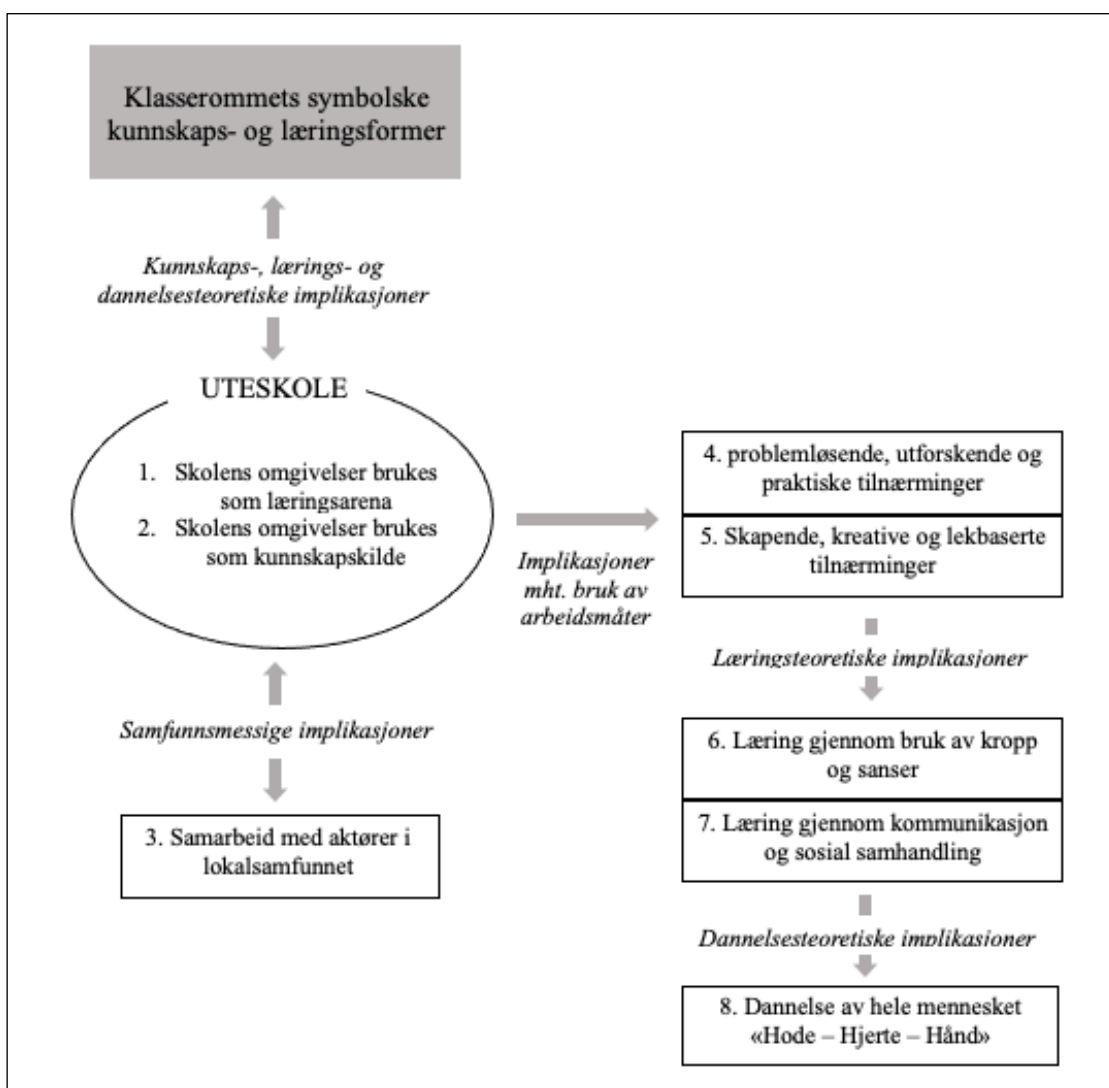 Klasserommets symbolske
kunnskaps- og læringsformer
Kunnskaps-, lærings- og
dannelsesteoretiske implikasjoner
UTESKOLE
1. Skolens omgivelser brukes
som læringsarena
2. Skolens omgivelser brukes
som kunnskapskilde
Samfunnsmessige implikasjoner
3. Samarbeid med aktører i
lokalsamfunnet
Implikasjoner
mht. bruk av
arbeidsmåter
4. problemløsende, utforskende og
praktiske tilnærminger
5. Skapende, kreative og lekbaserte
tilnærminger
Læringsteoretiske implikasjoner
6. Læring gjennom bruk av kropp
og sanser
7. Læring gjennom kommunikasjon
og sosial samhandling
Dannelsesteoretiske implikasjoner
8. Dannelse av hele mennesket
«Hode – Hjerte – Hånd»